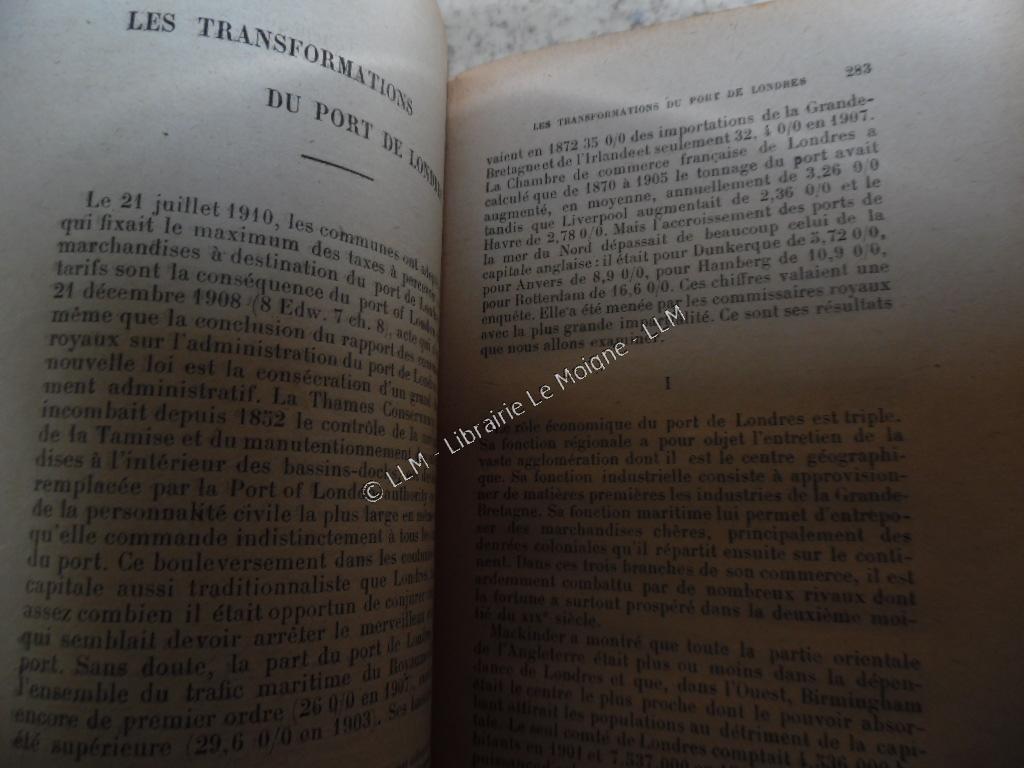 LES TRANSFORMATIONS
DU PORT DE LONDRES
Le 21 juillet 1910, les communes ont
qui fixait le maximum des taxes à percevoir
marchandises à destination du port de
tarifs sont la conséquence du port de
21 décembre 1908 (8 Edw. 7 ch. 8), acte qui
même que la conclusion du rapport des
royaux sur l'administration du port de
nouvelle loi est la consécration d'un grand
ment administratif. La Thames
incombait depuis 1852 le contrôle de la
de la Tamise et du manutentionnement
dises à l'intérieur des bassins-docks
remplacée par la Port of London Authority
de la personnalité civile la plus large en
qu'elle commande indistinctement à tous les
du port. Ce bouleversement dans les
capitale aussi traditionnaliste que Londres,
assez combien il était opportun de conjurer
qui semblait devoir arrêter le merveilleux
port. Sans doute, la part du port de
l'ensemble du trafic maritime du
encore de premier ordre (26 0/0 en 1907,
été supérieure (29,6 0/0 en 1903). Ses
LES TRANSFORMATIONS DU PORT DE LONDRES 283
vaient en 1872 35 0/0 des importations de la Grande-
Bretagne et de l'Irlande et seulement 32, 4 0/0 en 1907.
La Chambre de commerce française de Londres a
calculé que de 1870 à 1905 le tonnage du port avait
augmenté, en moyenne, annuellement de 3,26 0/0
tandis que Liverpool augmentait de 2,36 0/0 et le
Havre de 2,78 0/0. Mais l'accroissement des ports de
la mer du Nord dépassait de beaucoup celui de la
capitale anglaise : il était pour Dunkerque de 5,72 0/0,
pour Anvers de 8,9 0/0, pour Hamberg de 10,9 0/0,
pour Rotterdam de 16,6 0/0. Ces chiffres valaient une
enquête. Elle a été menée par les commissaires royaux
avec la plus grande impartialité. Ce sont ses résultats
que nous allons examiner.
I
Le rôle économique du port de Londres est triple.
Sa fonction régionale a pour objet l'entretien de la
vaste agglomération dont il est le centre géographi-
que. Sa fonction industrielle consiste à approvision-
ner de matières premières les industries de la Grande-
Bretagne. Sa fonction maritime lui permet d'entrepo-
ser des marchandises chères, principalement des
denrées coloniales qu'il répartit ensuite sur le conti-
nent. Dans ces trois branches de son commerce, il est
ardemment combattu par de nombreux rivaux dont
la fortune a surtout prospéré dans la deuxième moi-
tié du XIXe siècle.
Mackinder a montré que toute la partie orientale
de l'Angleterre était plus ou moins dans la dépen-
dance de Londres et que, dans l'Ouest, Birmingham
était le centre le plus proche dont le pouvoir absor-
bant attirait les populations au détriment de la capi-
tale. Le seul comté de Londres comptait 4.536.000
bitants en 1901 et 7.537.000 en
© LLM - Librairie Le Moigne - LLM